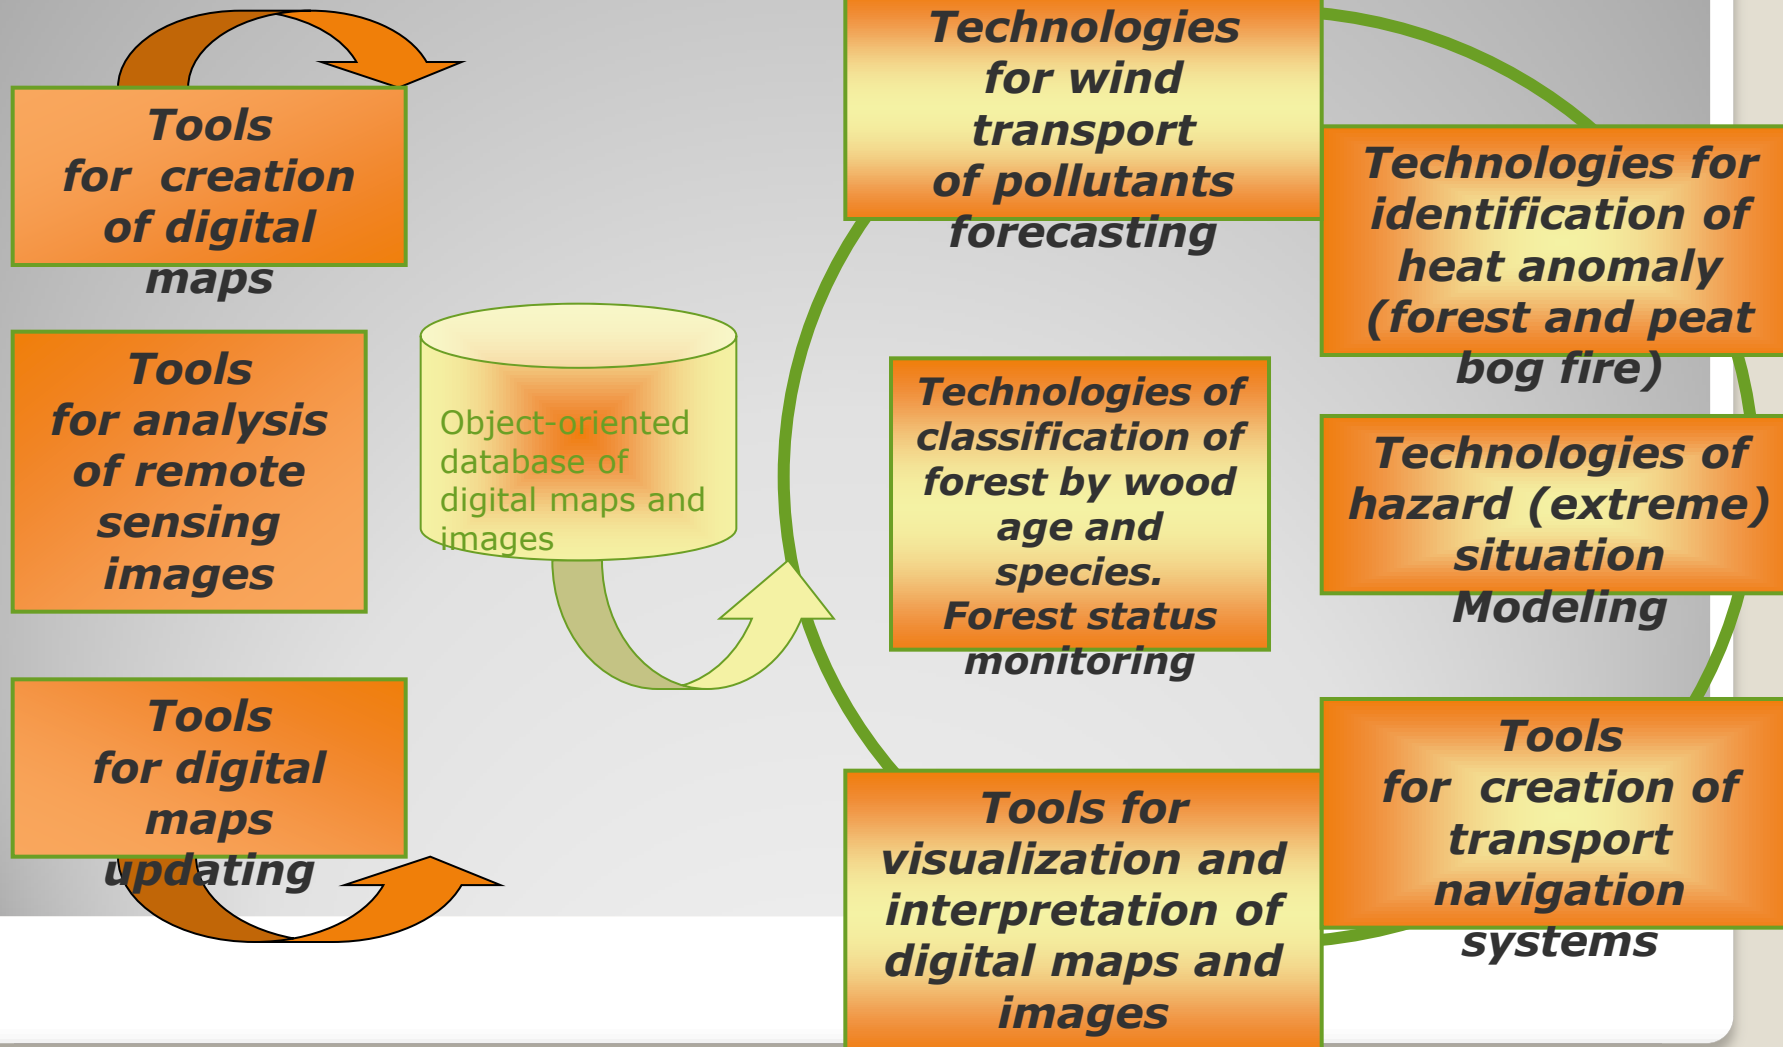 Tools
for  creation
of digital
maps
Tools
for analysis
of remote
sensing
images
Tools
for digital
maps
updating
Object-oriented
database of
digital maps and
images
Technologies
for wind
transport
of pollutants
forecasting
Technologies of
classification of
forest by wood
age and
species.
Forest status
monitoring
Tools for
visualization and
interpretation of
digital maps and
images
Technologies for
identification of
heat anomaly
(forest and peat
bog fire)
Technologies of
hazard (extreme)
situation
Modeling
Tools
for  creation of
transport
navigation
systems